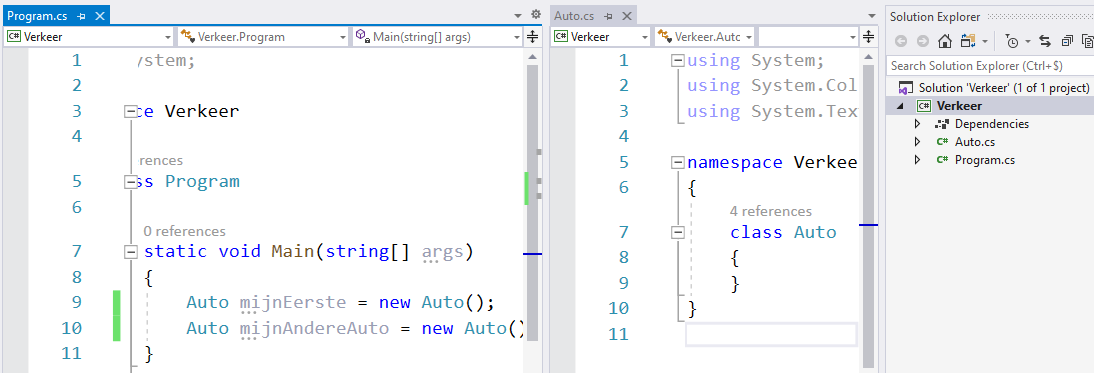 Program.cs
Verkeer
Verkeer.Program
Main(string[] args)
1 ystem;
2
3 ce Verkeer
4
rences
5 ss Program
6
0 references
7 static void Main(string[] args)
8 {
9 Auto mijnEerste = new Auto();
10 Auto mijnAndereAuto = new Auto()
11 }
Auto.cs
Verkeer
Verkeer.Auto
1 using System;
2 using System.Col
3 using System.Tex
4
5 namespace Verkee
6 {
4 references
7 class Auto
8 {
9 }
10 }
11
Solution Explorer
Search Solution Explorer (Ctrl+$)
Solution 'Verkeer' (1 of 1 project)
C# Verkeer
Dependencies
C# Auto.cs
C# Program.cs